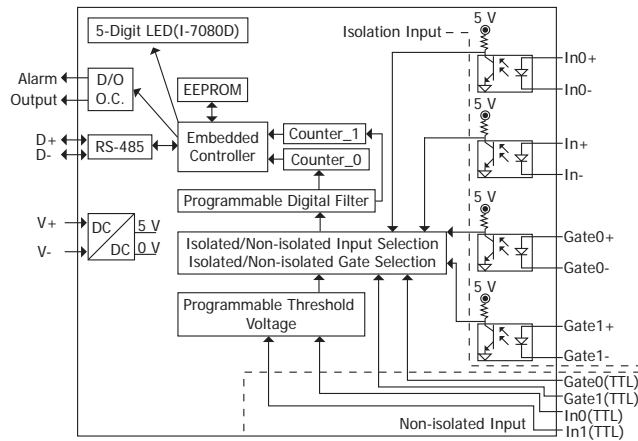 5-Digit LED(I-7080D)
Isolation Input
5 V
In0+
In0-
Alarm
Output
D/O
O.C.
EEPROM
5 V
In+
In-
D+
D-
RS-485
Embedded
Controller
Counter_1
Counter_0
Programmable Digital Filter
5 V
Gate0+
Gate0-
V+
V-
DC
DC
5 V
0 V
Isolated/Non-isolated Input Selection
Isolated/Non-isolated Gate Selection
5 V
Gate1+
Gate1-
Programmable Threshold
Voltage
Gate0(TTL)
Gate1(TTL)
In0(TTL)
In1(TTL)
Non-isolated Input